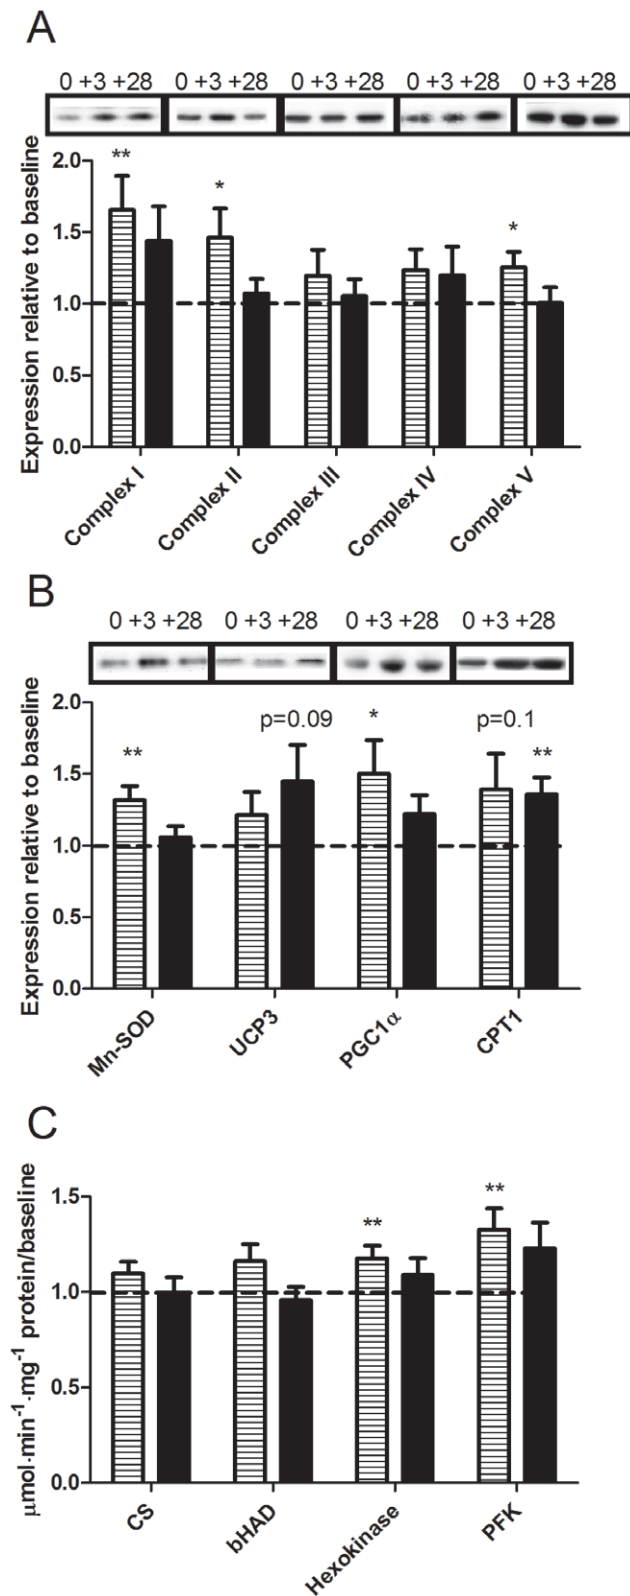 A
0 +3 +28 0 +3 +28 0 +3 +28 0 +3 +28 0 +3 +28
Expression relative to baseline
2.0
1.5
1.0
0.5
0.0
** * *
Complex I
Complex II
Complex III
Complex IV
Complex V
B
0 +3 +28 0 +3 +28 0 +3 +28 0 +3 +28
Expression relative to baseline
2.0
1.5
1.0
0.5
0.0
** p=0.09 * p=0.1 **
Mn-SOD
UCP3
PGC1α
CPT1
C
μmol·min⁻¹·mg⁻¹ protein/baseline
1.5
1.0
0.5
0.0
** **
CS
bHAD
Hexokinase
PFK